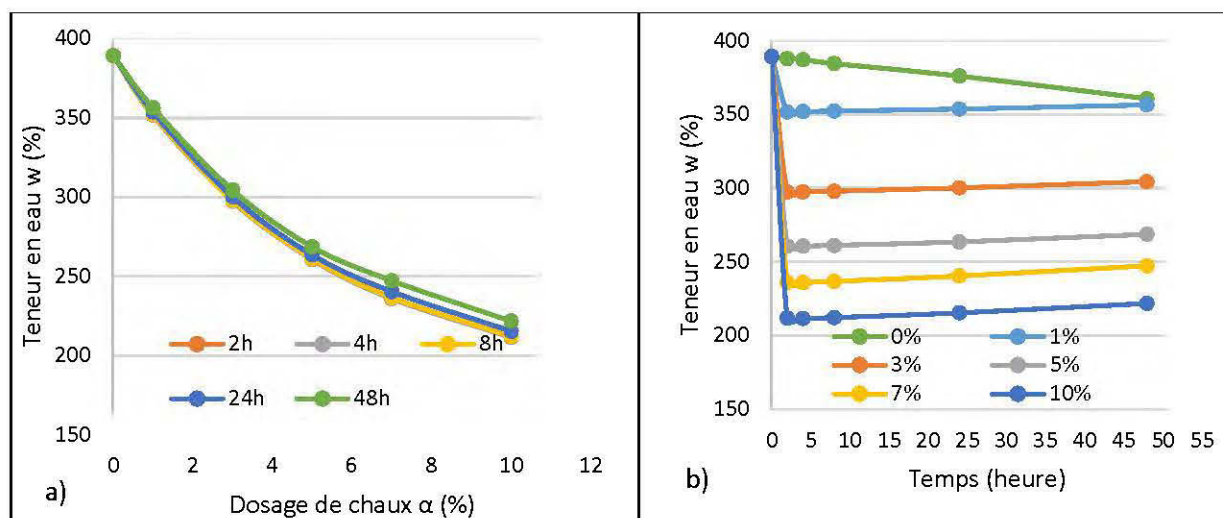 400
350
300
250
200
150
Teneur en eau w (%)
2h 4h 8h
24h 48h
0 2 4 6 8 10 12
a)
Dosage de chaux α (%)
400
350
300
250
200
150
Teneur en eau w (%)
0% 1%
3% 5%
7% 10%
0 5 10 15 20 25 30 35 40 45 50 55
b)
Temps (heure)